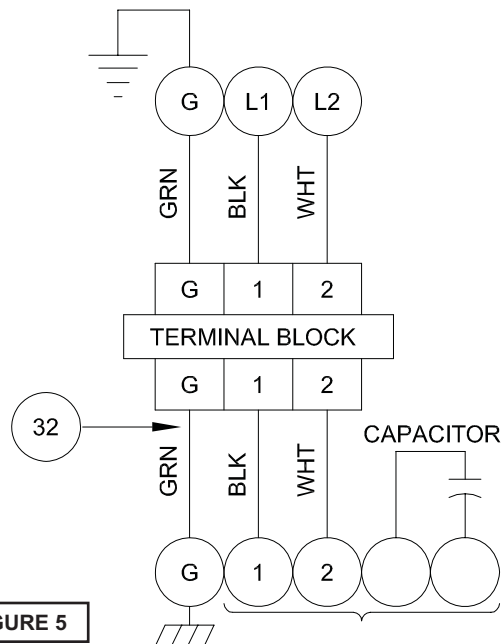 G L1 L2
GRN BLK WHT
G 1 2
TERMINAL BLOCK
G 1 2
32
CAPACITOR
GRN BLK WHT
G 1 2
GURE 5